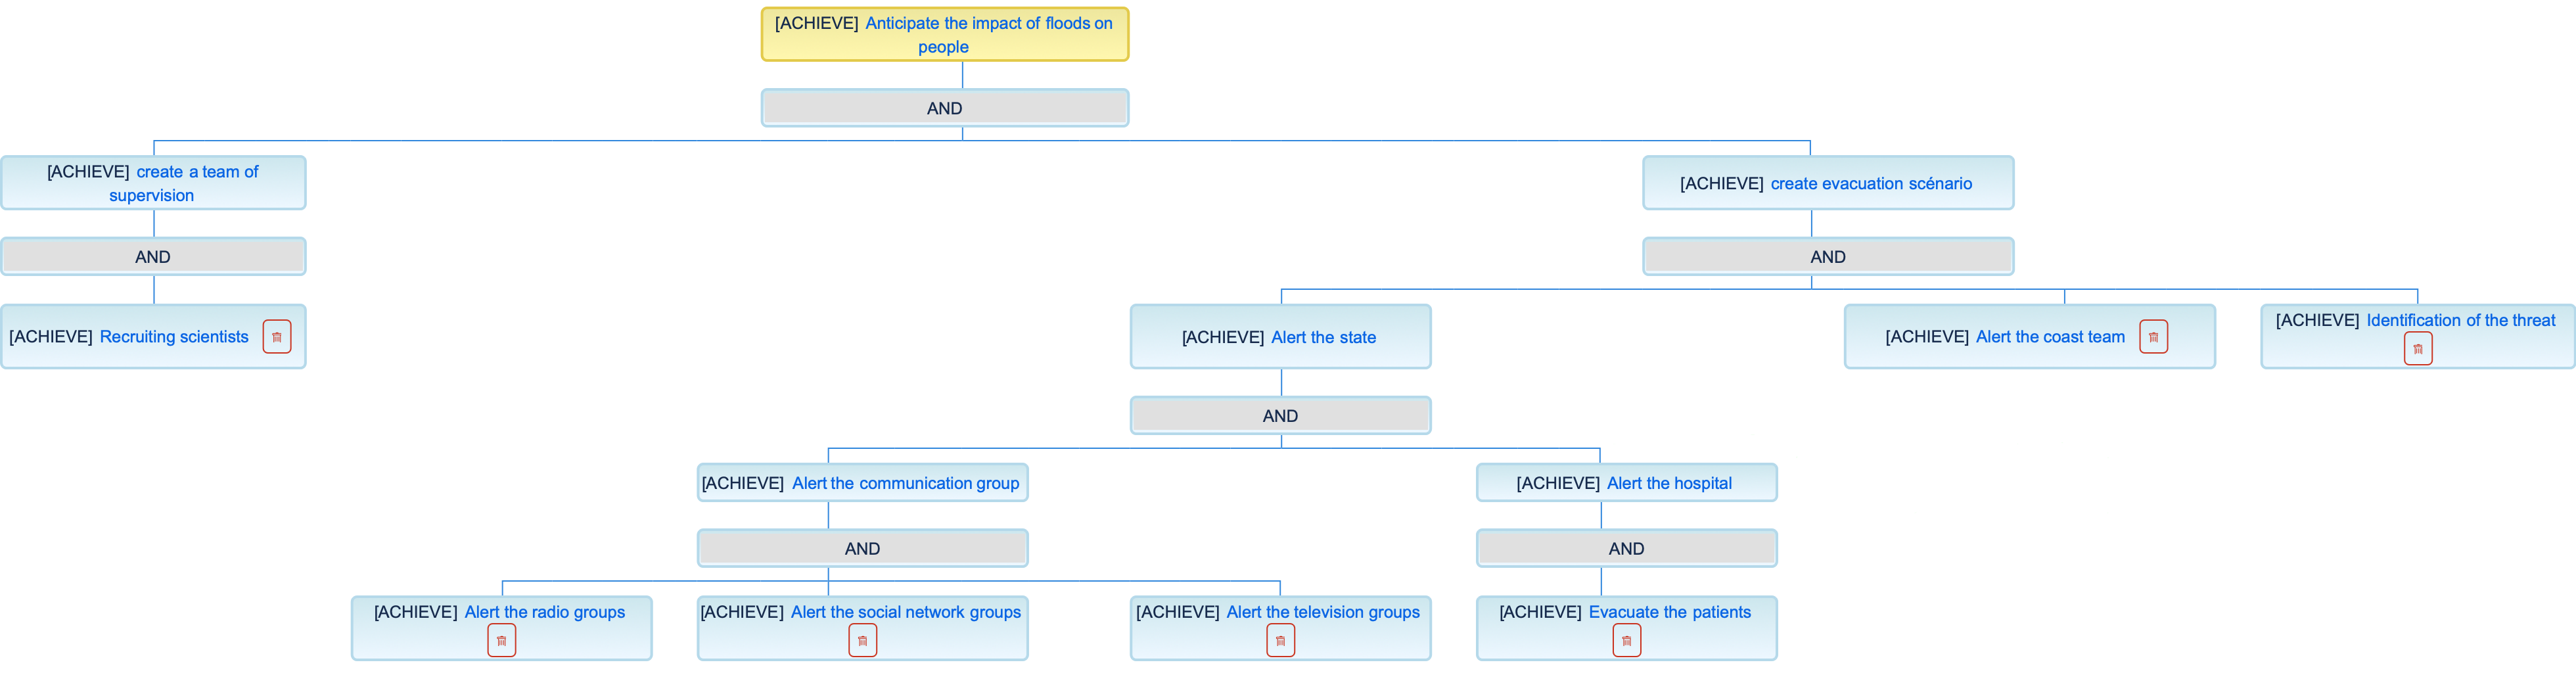 [ACHIEVE] Anticipate the impact of floods on
people
AND
[ACHIEVE] create a team of
supervision
[ACHIEVE] create evacuation scénario
AND
AND
[ACHIEVE] Recruiting scientists
[ACHIEVE] Alert the state
[ACHIEVE] Alert the coast team
[ACHIEVE] Identification of the threat
AND
[ACHIEVE] Alert the communication group
[ACHIEVE] Alert the hospital
AND
AND
[ACHIEVE] Alert the radio groups
[ACHIEVE] Alert the social network groups
[ACHIEVE] Alert the television groups
[ACHIEVE] Evacuate the patients